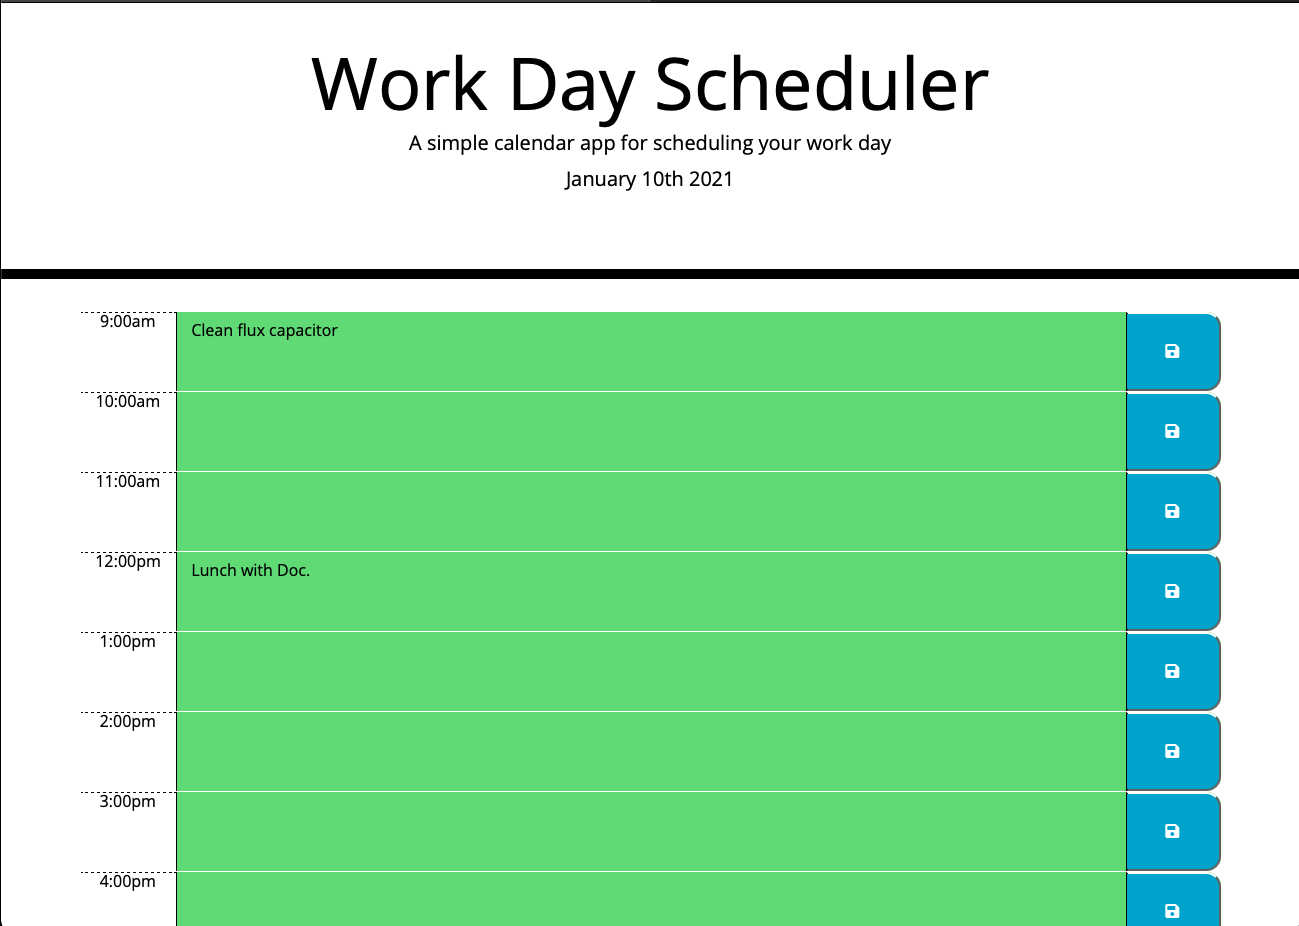 Work Day Scheduler
A simple calendar app for scheduling your work day
January 10th 2021
9:00am
Clean flux capacitor
10:00am
11:00am
12:00pm
Lunch with Doc.
1:00pm
2:00pm
3:00pm
4:00pm